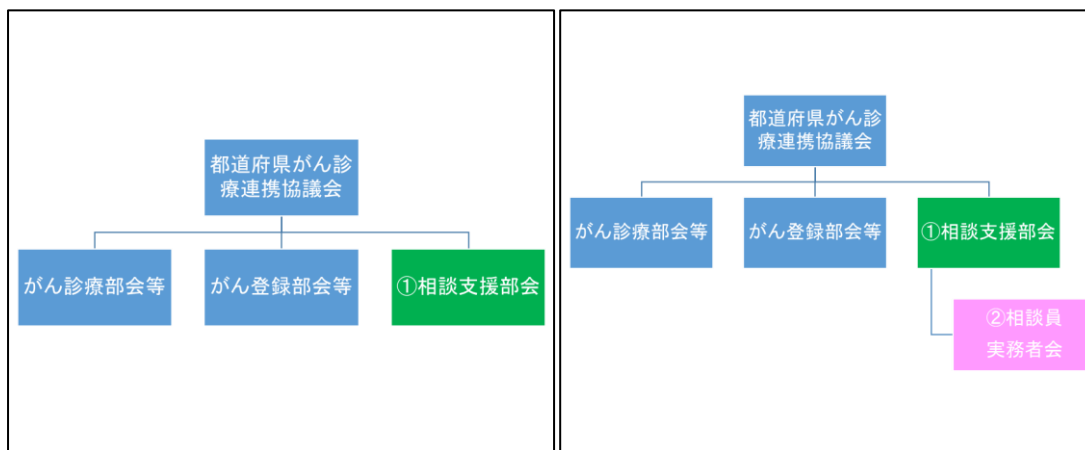 都道府県がん診
療連携協議会
がん診療部会等
がん登録部会等
①相談支援部会
都道府県がん診
療連携協議会
がん診療部会等
がん登録部会等
①相談支援部会
②相談員
実務者会